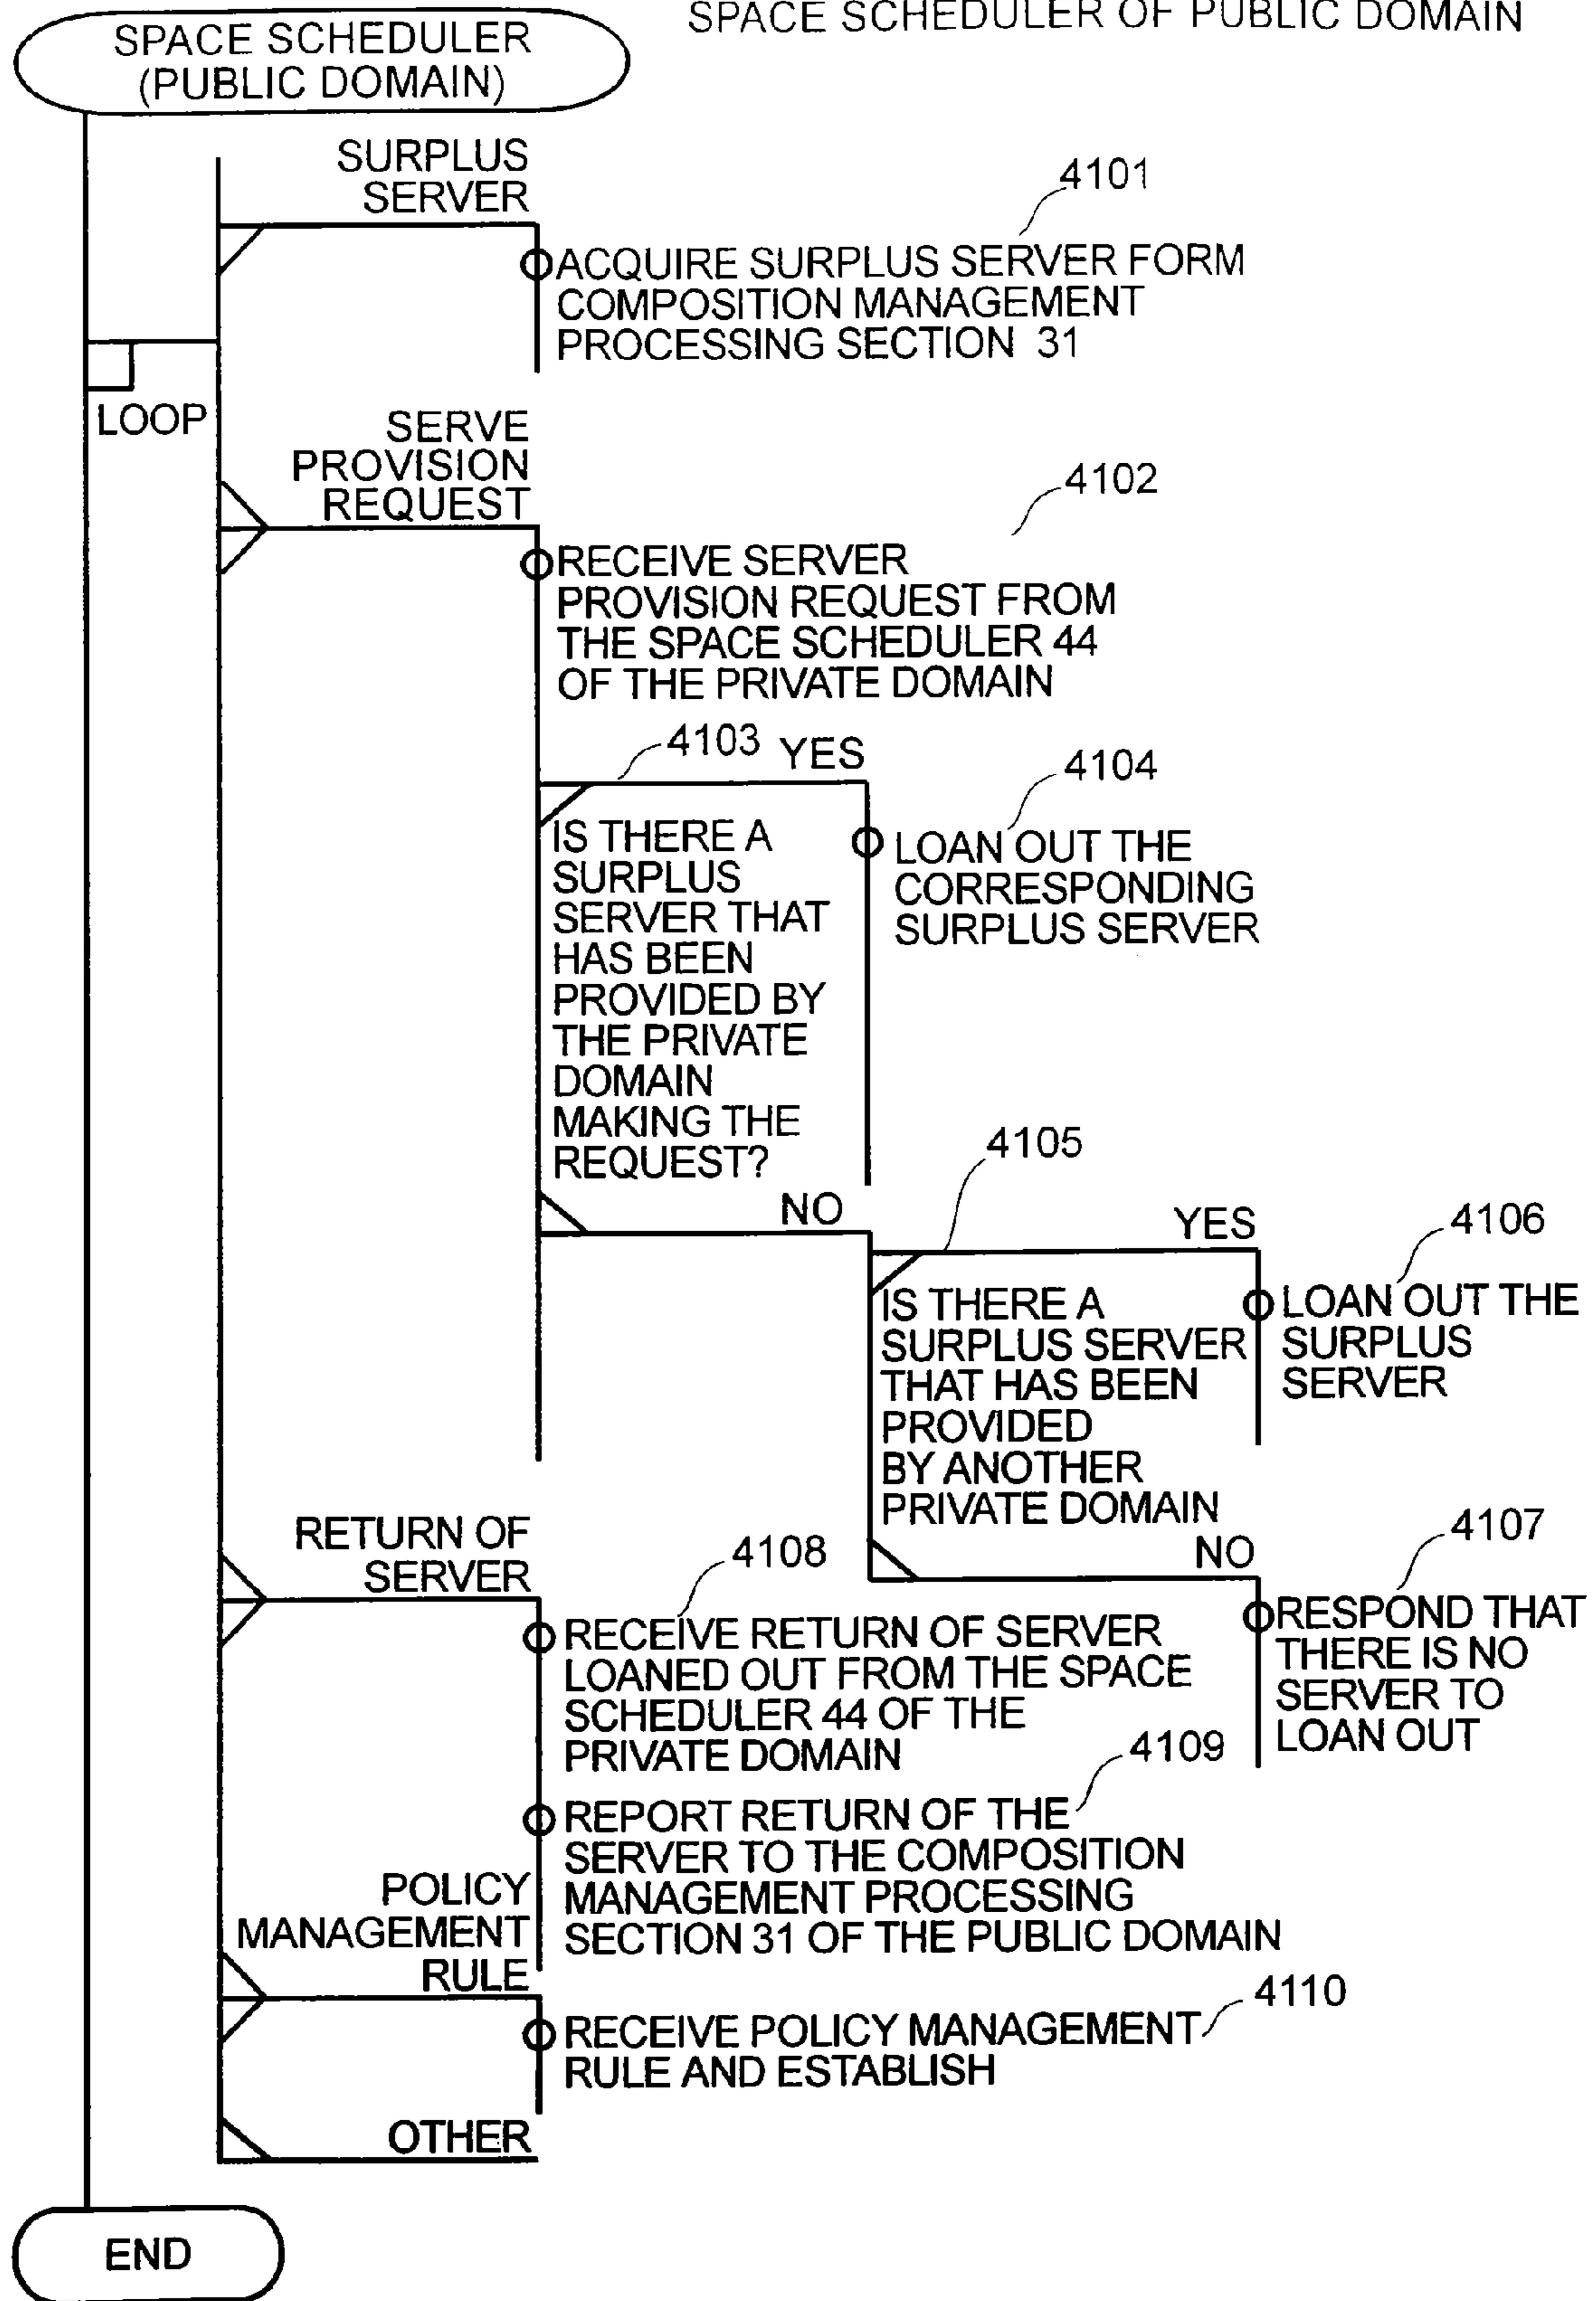 SPACE SCHEDULER OF PUBLIC DOMAIN
SPACE SCHEDULER
(PUBLIC DOMAIN)
SURPLUS
SERVER
4101
ACQUIRE SURPLUS SERVER FORM
COMPOSITION MANAGEMENT
PROCESSING SECTION 31
LOOP
SERVE
PROVISION
REQUEST
4102
RECEIVE SERVER
PROVISION REQUEST FROM
THE SPACE SCHEDULER 44
OF THE PRIVATE DOMAIN
4103
YES
IS THERE A
SURPLUS
SERVER THAT
HAS BEEN
PROVIDED BY
THE PRIVATE
DOMAIN
MAKING THE
REQUEST?
4104
LOAN OUT THE
CORRESPONDING
SURPLUS SERVER
NO
4105
YES
IS THERE A
SURPLUS SERVER
THAT HAS BEEN
PROVIDED
BY ANOTHER
PRIVATE DOMAIN
4106
LOAN OUT THE
SURPLUS
SERVER
NO
4107
RESPOND THAT
THERE IS NO
SERVER TO
LOAN OUT
RETURN OF
SERVER
4108
RECEIVE RETURN OF SERVER
LOANED OUT FROM THE SPACE
SCHEDULER 44 OF THE
PRIVATE DOMAIN
4109
REPORT RETURN OF THE
SERVER TO THE COMPOSITION
MANAGEMENT PROCESSING
SECTION 31 OF THE PUBLIC DOMAIN
POLICY
MANAGEMENT
RULE
4110
RECEIVE POLICY MANAGEMENT
RULE AND ESTABLISH
OTHER
END